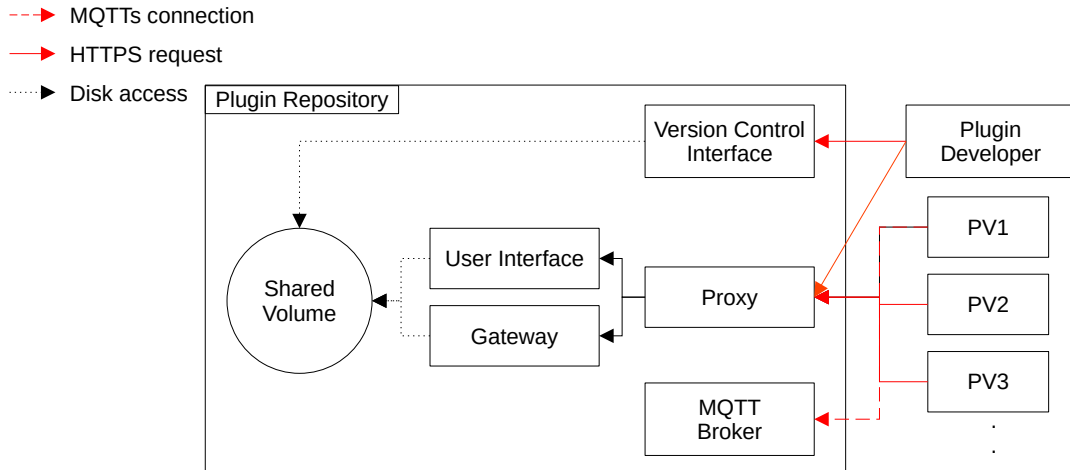 MQTTs connection
HTTPS request
Disk access
Plugin Repository
Version Control
Interface
Plugin
Developer
PV1
User Interface
Shared
Volume
Proxy
PV2
Gateway
PV3
MQTT
Broker
.
.